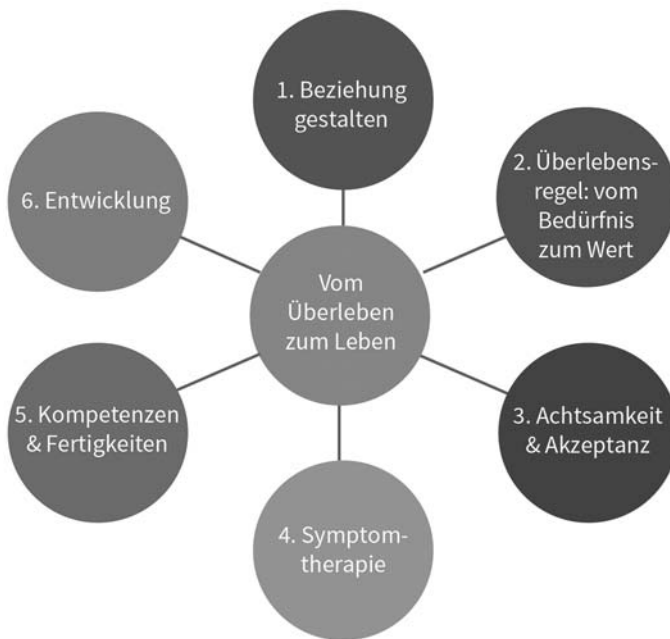 1. Beziehung
gestalten
2. Überlebens-
regel: vom
Bedürfnis
zum Wert
3. Achtsamkeit
& Akzeptanz
4. Symptom-
therapie
5. Kompetenzen
& Fertigkeiten
6. Entwicklung
Vom
Überleben
zum Leben